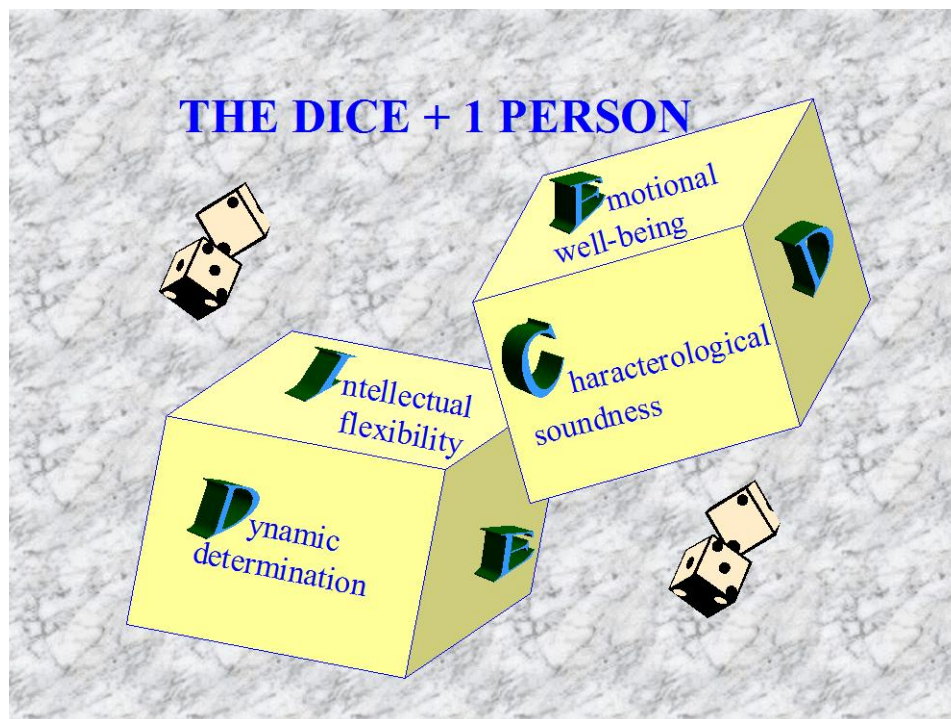 THE DICE + 1 PERSON
Emotional
well-being
D
Characterological
soundness
Intellectual
flexibility
Dynamic
determination
E